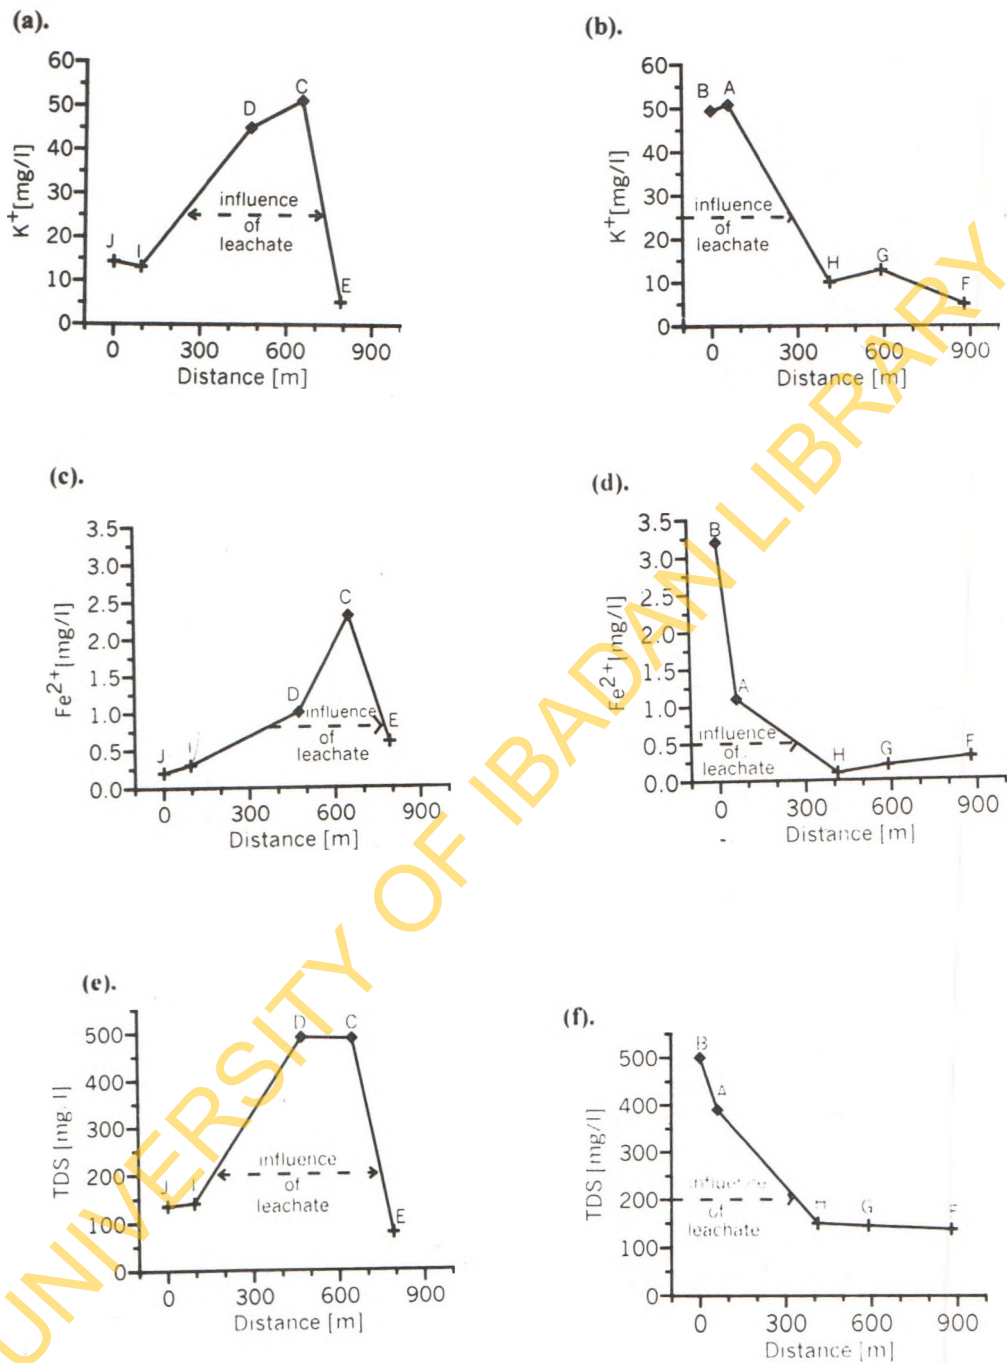 (a).
60
50
40
30
20
10
0
K+[mg/l]
J
I
D
C
E
influence
of
leachate
0 300 600 900
Distance [m]
(b).
60
50
40
30
20
10
0
K+[mg/l]
B A
H
G
F
influence
of
leachate
0 300 600 900
Distance [m]
(c).
3.5
3.0
2.5
2.0
1.5
1.0
0.5
0.0
Fe2+[mg/l]
J
I
D
C
E
influence
of
leachate
0 300 600 900
Distance [m]
(d).
3.5
3.0
2.5
2.0
1.5
1.0
0.5
0.0
Fe2+[mg/l]
B
A
H
G
F
influence
of
leachate
0 300 600 900
Distance [m]
(e).
500
400
300
200
100
0
TDS [mg/l]
J
I
D
C
E
influence
of
leachate
0 300 600 900
Distance [m]
(f).
500
400
300
200
100
0
TDS [mg/l]
B
A
H
G
F
influence
of
leachate
0 300 600 900
Distance [m]
UNIVERSITY OF IBADAN LIBRARY